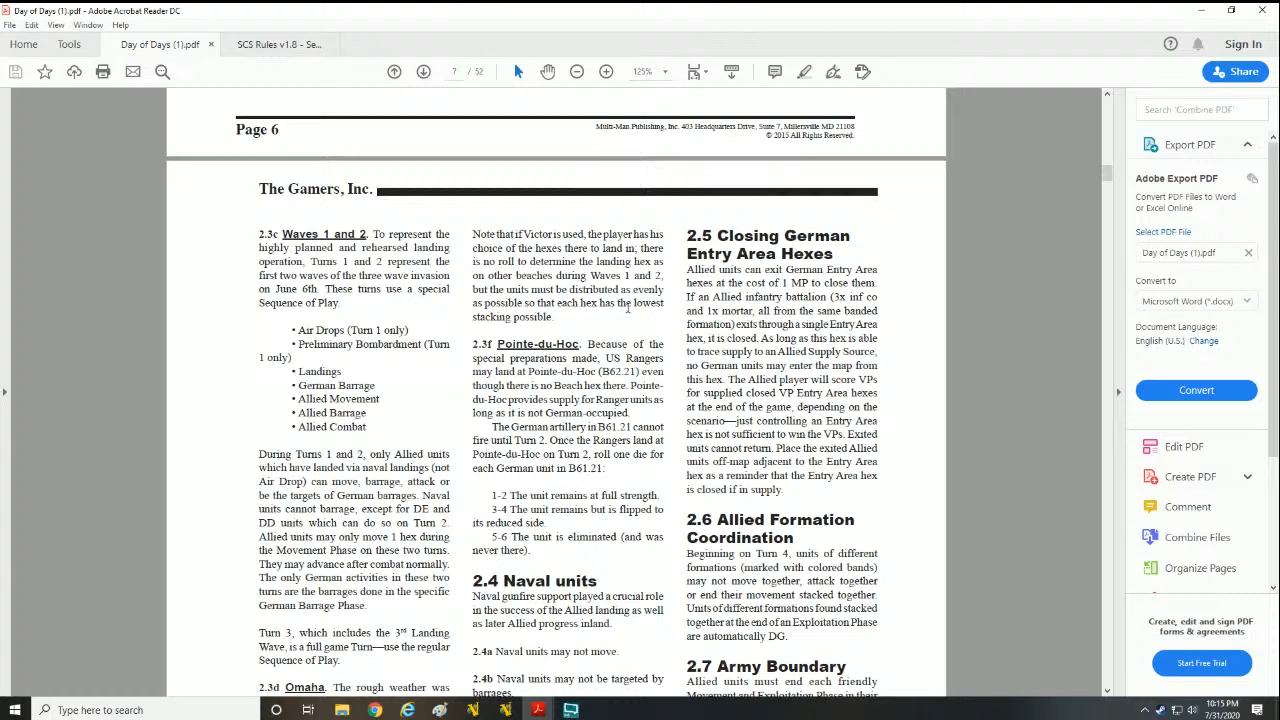 Day of Days (1).pdf - Adobe Acrobat Reader DC
File Edit View Window Help
Home Tools Day of Days (1).pdf × SCS Rules v1.8 - Se... Sign In
7 / 52 125% Share
Page 6
Multi-Man Publishing, Inc. 403 Headquarters Drive, Suite 7, Millersville MD 21108
© 2015 All Rights Reserved.
The Gamers, Inc.
2.3c Waves 1 and 2. To represent the
highly planned and rehearsed landing
operation, Turns 1 and 2 represent the
first two waves of the three wave invasion
on June 6th. These turns use a special
Sequence of Play.
• Air Drops (Turn 1 only)
• Preliminary Bombardment (Turn
1 only)
• Landings
• German Barrage
• Allied Movement
• Allied Barrage
• Allied Combat
During Turns 1 and 2, only Allied units
which have landed via naval landings (not
Air Drop) can move, barrage, attack or
be the targets of German barrages. Naval
units cannot barrage, except for DE and
DD units which can do so on Turn 2.
Allied units may only move 1 hex during
the Movement Phase on these two turns.
They may advance after combat normally.
The only German activities in these two
turns are the barrages done in the specific
German Barrage Phase.
Turn 3, which includes the 3rd Landing
Wave, is a full game Turn—use the regular
Sequence of Play.
2.3d Omaha. The rough weather was
Note that if Victor is used, the player has his
choice of the hexes there to land in; there
is no roll to determine the landing hex as
on other beaches during Waves 1 and 2,
but the units must be distributed as evenly
as possible so that each hex has the lowest
stacking possible.
2.3f Pointe-du-Hoc. Because of the
special preparations made, US Rangers
may land at Pointe-du-Hoc (B62.21) even
though there is no Beach hex there. Pointe-
du-Hoc provides supply for Ranger units as
long as it is not German-occupied.
The German artillery in B61.21 cannot
fire until Turn 2. Once the Rangers land at
Pointe-du-Hoc on Turn 2, roll one die for
each German unit in B61.21:
1-2 The unit remains at full strength.
3-4 The unit remains but is flipped to
its reduced side.
5-6 The unit is eliminated (and was
never there).
2.4 Naval units
Naval gunfire support played a crucial role
in the success of the Allied landing as well
as later Allied progress inland.
2.4a Naval units may not move.
2.4b Naval units may not be targeted by
barrages.
2.5 Closing German
Entry Area Hexes
Allied units can exit German Entry Area
hexes at the cost of 1 MP to close them.
If an Allied infantry battalion (3x inf co
and 1x mortar, all from the same banded
formation) exits through a single Entry Area
hex, it is closed. As long as this hex is able
to trace supply to an Allied Supply Source,
no German units may enter the map from
this hex. The Allied player will score VPs
for supplied closed VP Entry Area hexes
at the end of the game, depending on the
scenario—just controlling an Entry Area
hex is not sufficient to win the VPs. Exited
units cannot return. Place the exited Allied
units off-map adjacent to the Entry Area
hex as a reminder that the Entry Area hex
is closed if in supply.
2.6 Allied Formation
Coordination
Beginning on Turn 4, units of different
formations (marked with colored bands)
may not move together, attack together
or end their movement stacked together.
Units of different formations found stacked
together at the end of an Exploitation Phase
are automatically DG.
2.7 Army Boundary
Allied units must end each friendly
Movement and Exploitation Phase in their
Search 'Combine PDF'
Export PDF
Adobe Export PDF
Convert PDF Files to Word
or Excel Online
Select PDF File
Day of Days (1).pdf ×
Convert to
Microsoft Word (*.docx)
Document Language:
English (U.S.) Change
Convert
Edit PDF
Create PDF
Comment
Combine Files
Organize Pages
Create, edit and sign PDF
forms & agreements
Start Free Trial
Type here to search
10:15 PM
7/31/2020